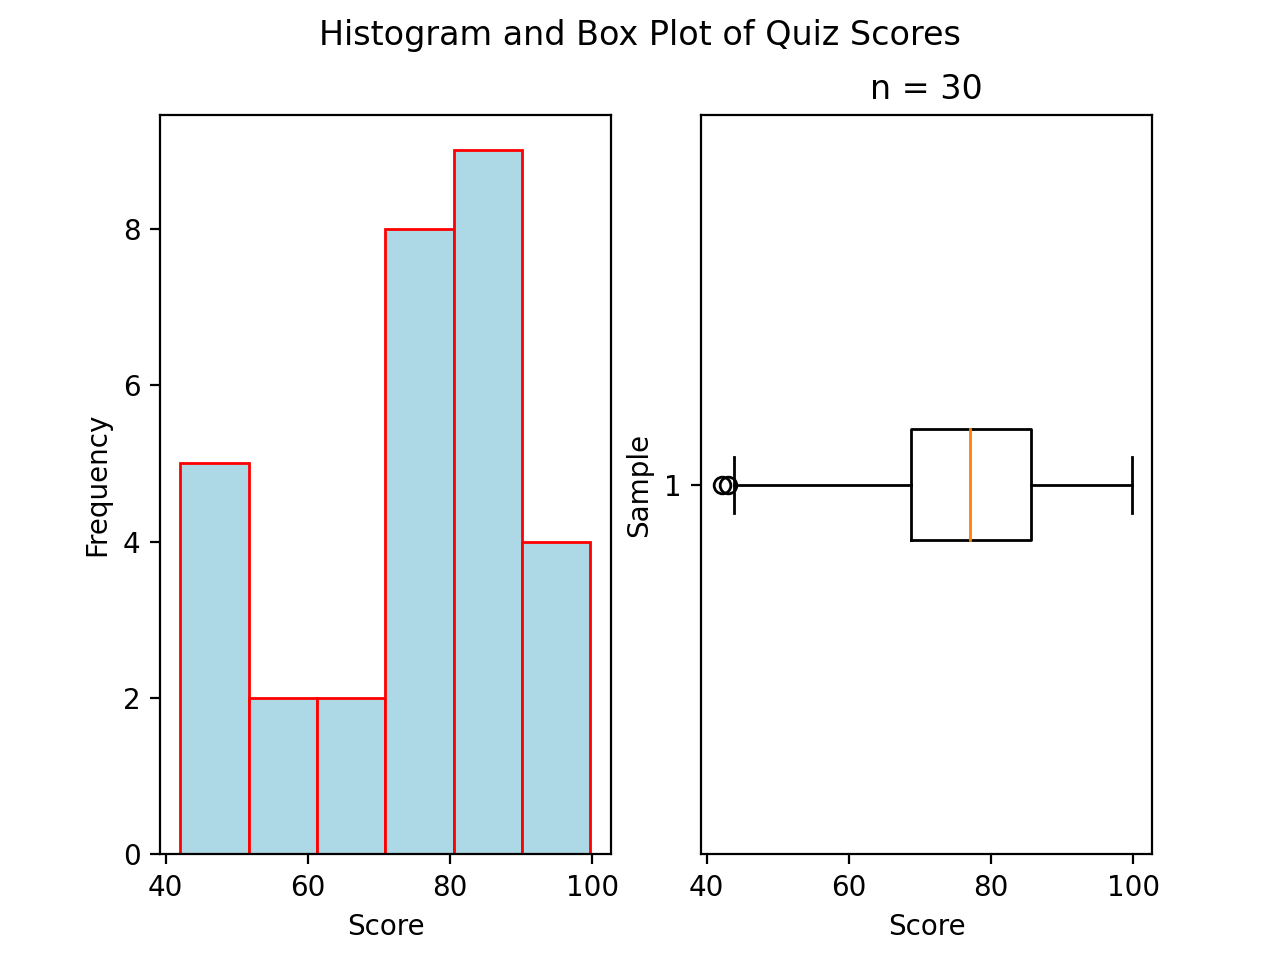 Histogram and Box Plot of Quiz Scores
Frequency
8
6
4
2
0
40 60 80 100
Score
n = 30
Sample
1
40 60 80 100
Score